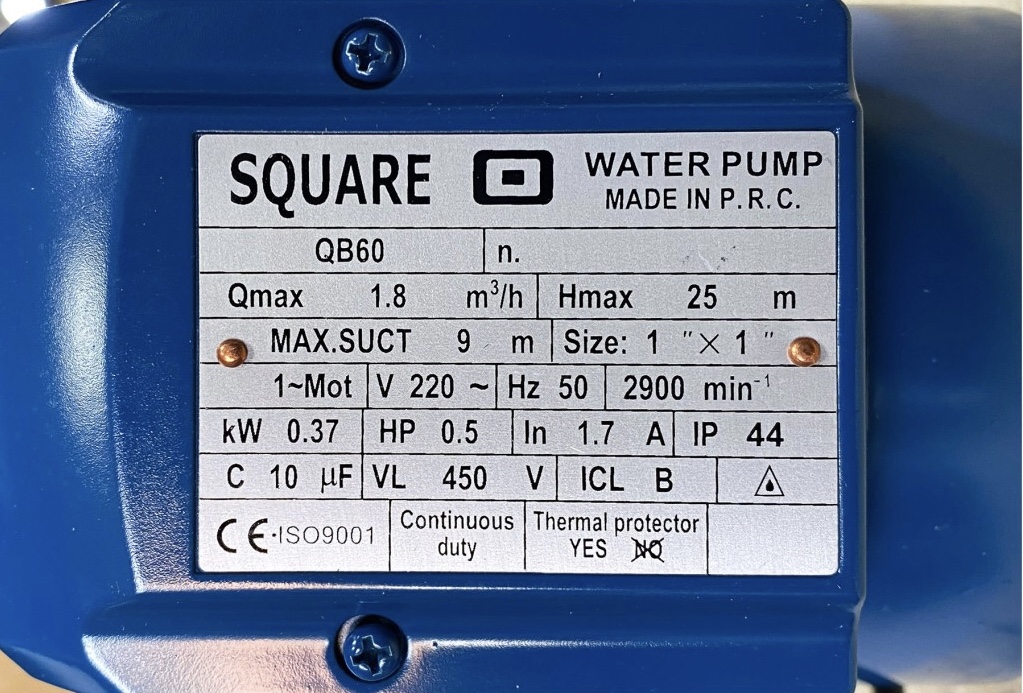 SQUARE WATER PUMP
MADE IN P.R.C.
QB60 n.
Qmax 1.8 m³/h Hmax 25 m
MAX.SUCT 9 m Size: 1 "×1 "
1~Mot V 220 ~ Hz 50 2900 min⁻¹
kW 0.37 HP 0.5 In 1.7 A IP 44
C 10 µF VL 450 V ICL B
CE·ISO9001 Continuous duty Thermal protector
YES NO